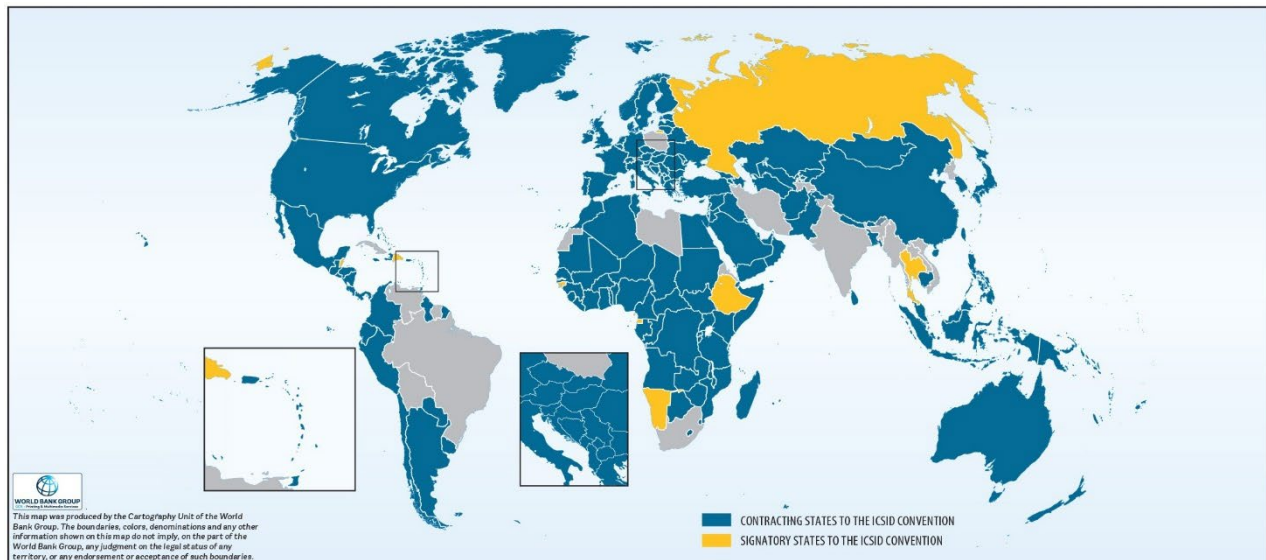 WORLD BANK GROUP
This map was produced by the Cartography Unit of the World
Bank Group. The boundaries, colors, denominations and any other
information shown on this map do not imply, on the part of the
World Bank Group, any judgment on the legal status of any
territory, or any endorsement or acceptance of such boundaries.
CONTRACTING STATES TO THE ICSID CONVENTION
SIGNATORY STATES TO THE ICSID CONVENTION